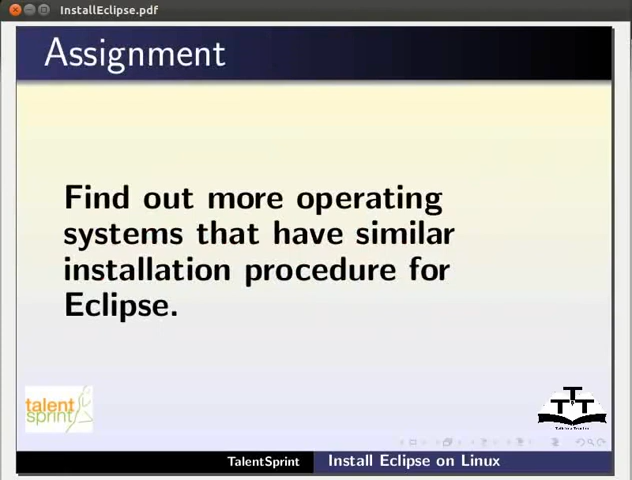 InstallEclipse.pdf
Assignment
Find out more operating
systems that have similar
installation procedure for
Eclipse.
talent
sprint
TTT
TalentSprint
Install Eclipse on Linux